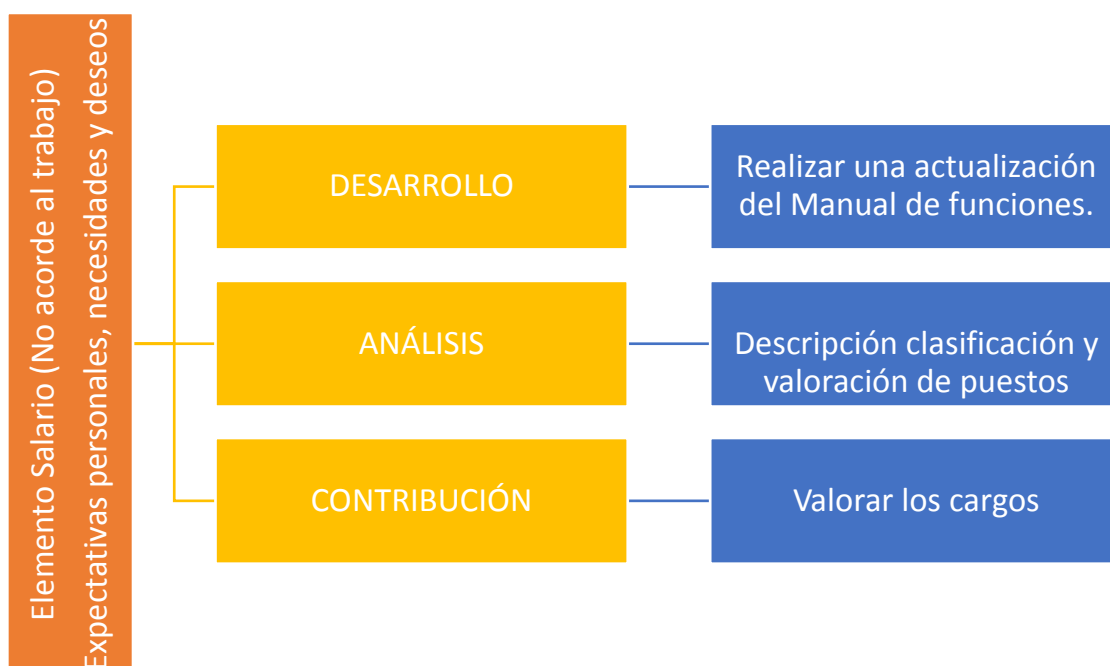 Elemento Salario (No acorde al trabajo)
Expectativas personales, necesidades y deseos
DESARROLLO
Realizar una actualización
del Manual de funciones.
ANÁLISIS
Descripción clasificación y
valoración de puestos
CONTRIBUCIÓN
Valorar los cargos